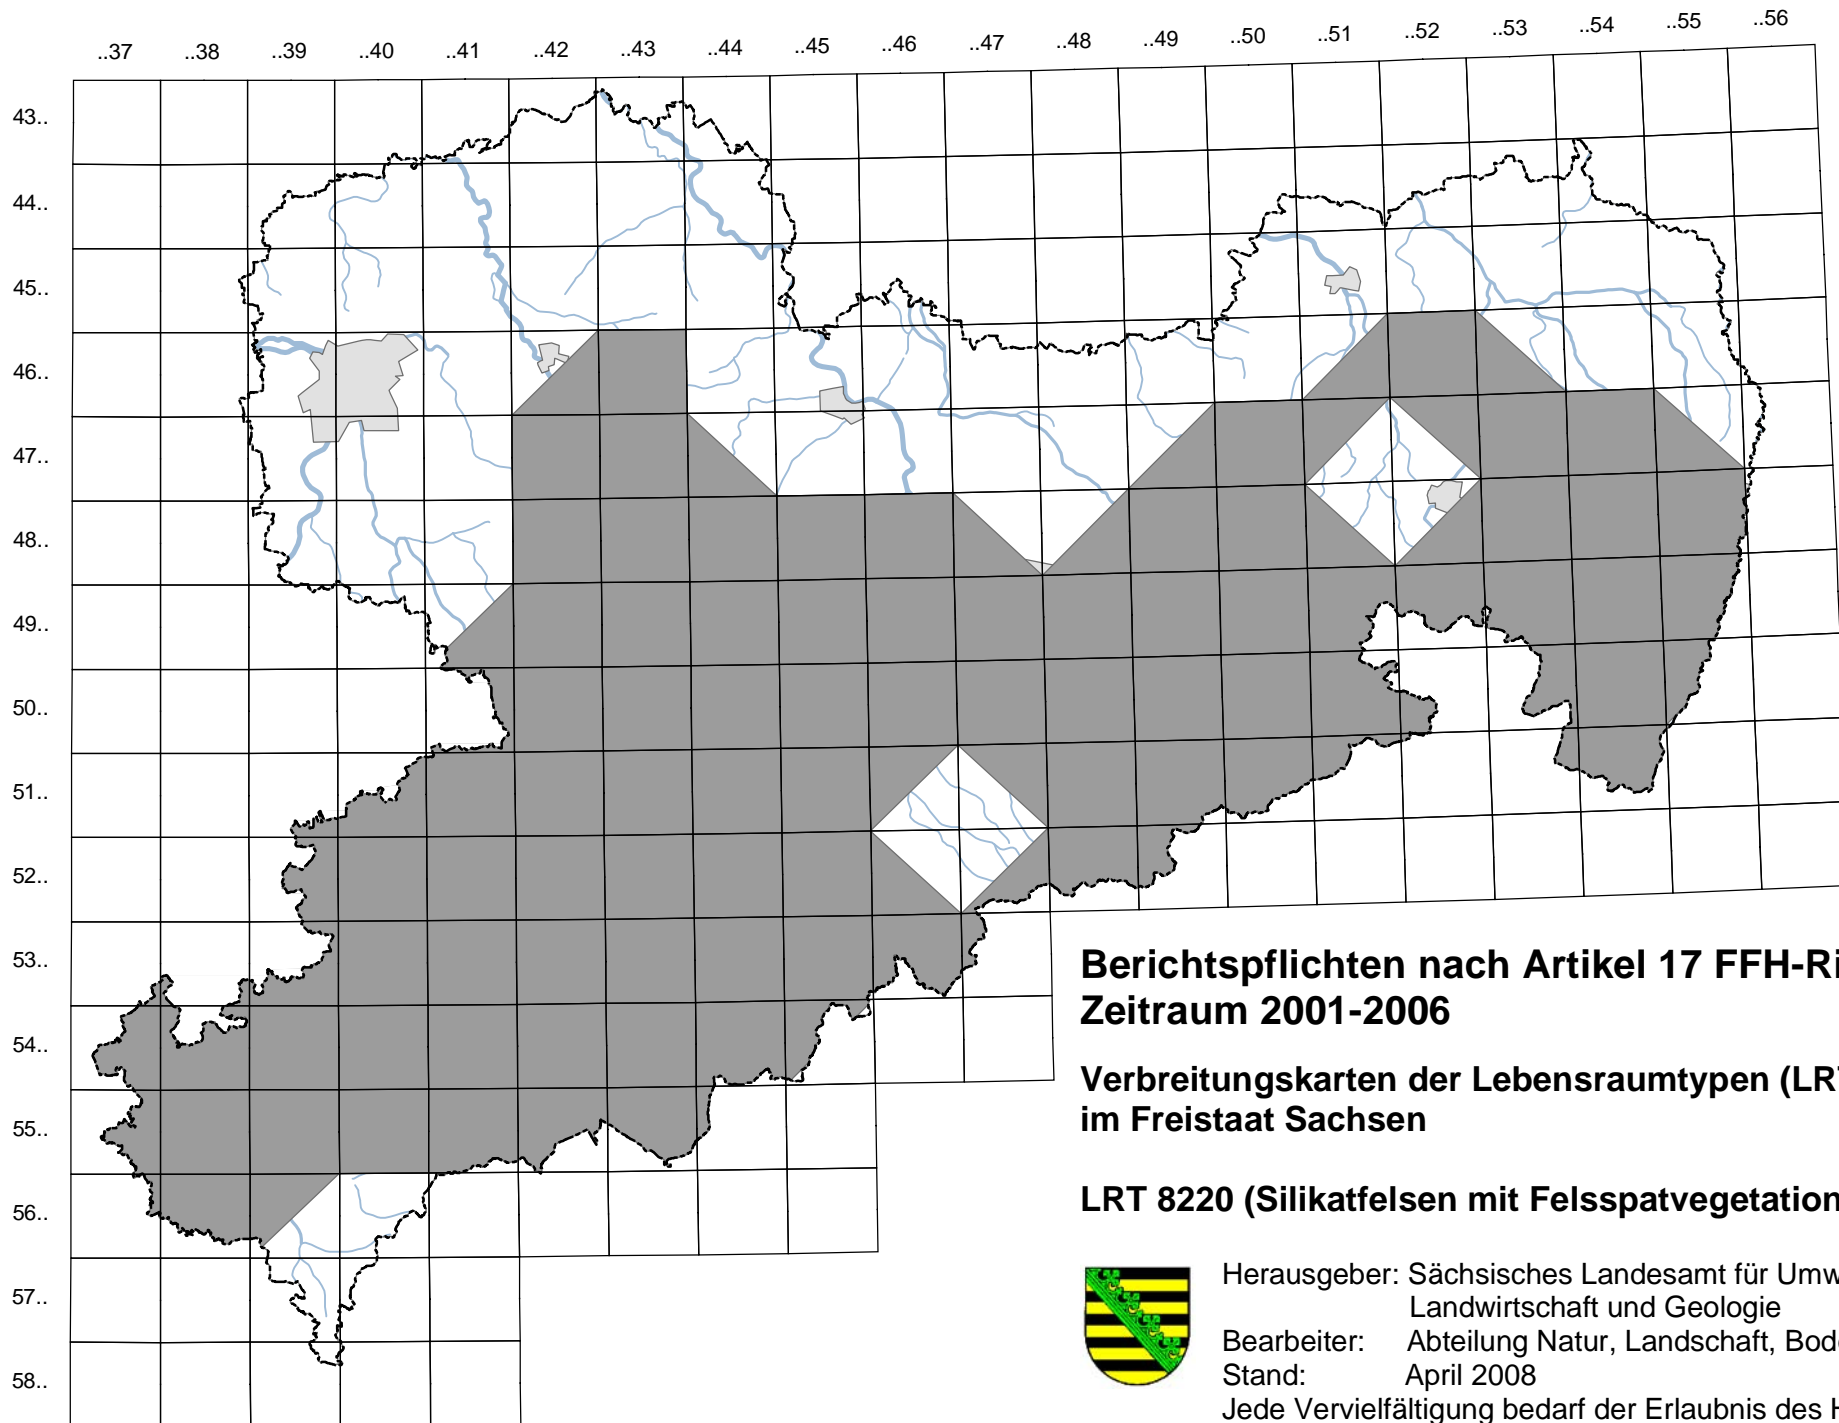 ..37 ..38 ..39 ..40 ..41 ..42 ..43 ..44 ..45 ..46 ..47 ..48 ..49 ..50 ..51 ..52 ..53 ..54 ..55 ..56
43..
44..
45..
46..
47..
48..
49..
50..
51..
52..
53..
54..
55..
56..
57..
58..
Berichtspflichten nach Artikel 17 FFH-Ri
Zeitraum 2001-2006
Verbreitungskarten der Lebensraumtypen (LRT
im Freistaat Sachsen
LRT 8220 (Silikatfelsen mit Felsspatvegetation
Herausgeber: Sächsisches Landesamt für Umw
Landwirtschaft und Geologie
Bearbeiter: Abteilung Natur, Landschaft, Bod
Stand: April 2008
Jede Vervielfältigung bedarf der Erlaubnis des H